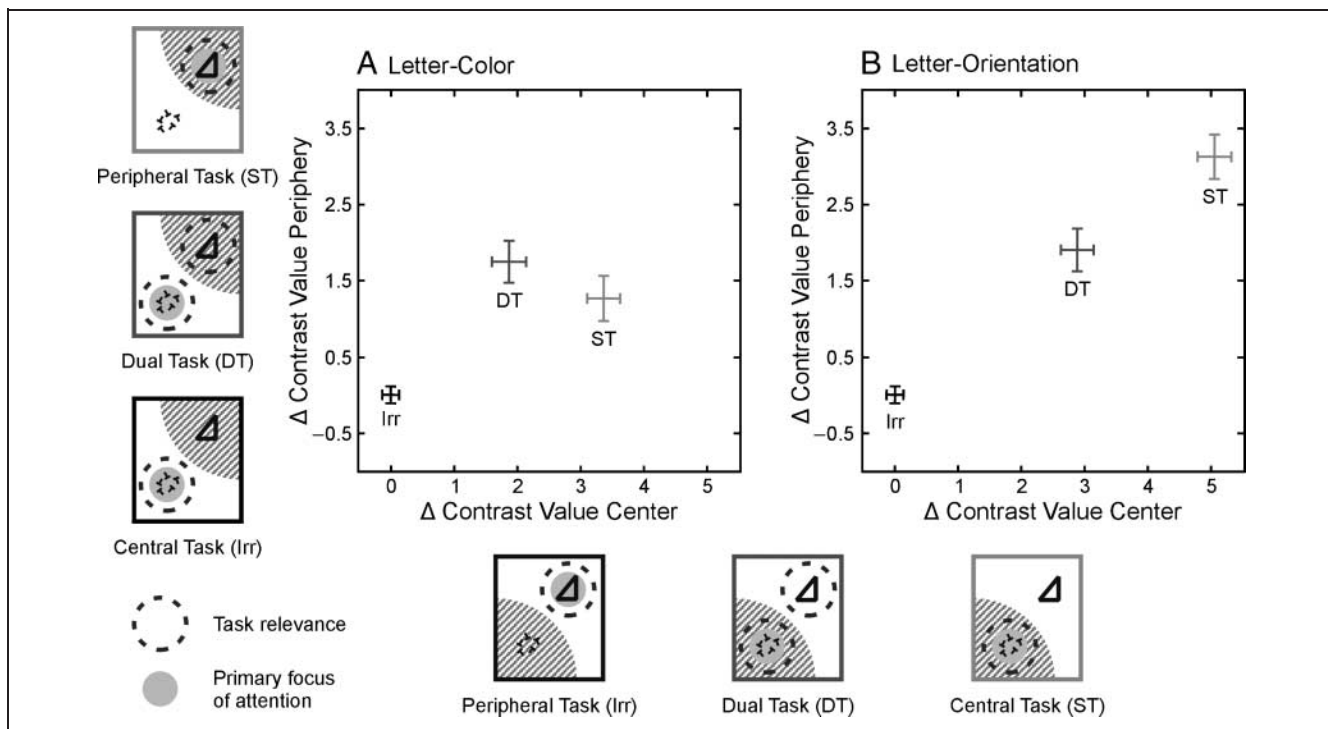 Peripheral Task (ST)
Dual Task (DT)
Central Task (Irr)
Task relevance
Primary focus
of attention
A Letter-Color
Δ Contrast Value Periphery
3.5
2.5
1.5
0.5
−0.5
DT
ST
Irr
0 1 2 3 4 5
Δ Contrast Value Center
B Letter-Orientation
Δ Contrast Value Periphery
3.5
2.5
1.5
0.5
−0.5
ST
DT
Irr
0 1 2 3 4 5
Δ Contrast Value Center
Peripheral Task (Irr)
Dual Task (DT)
Central Task (ST)